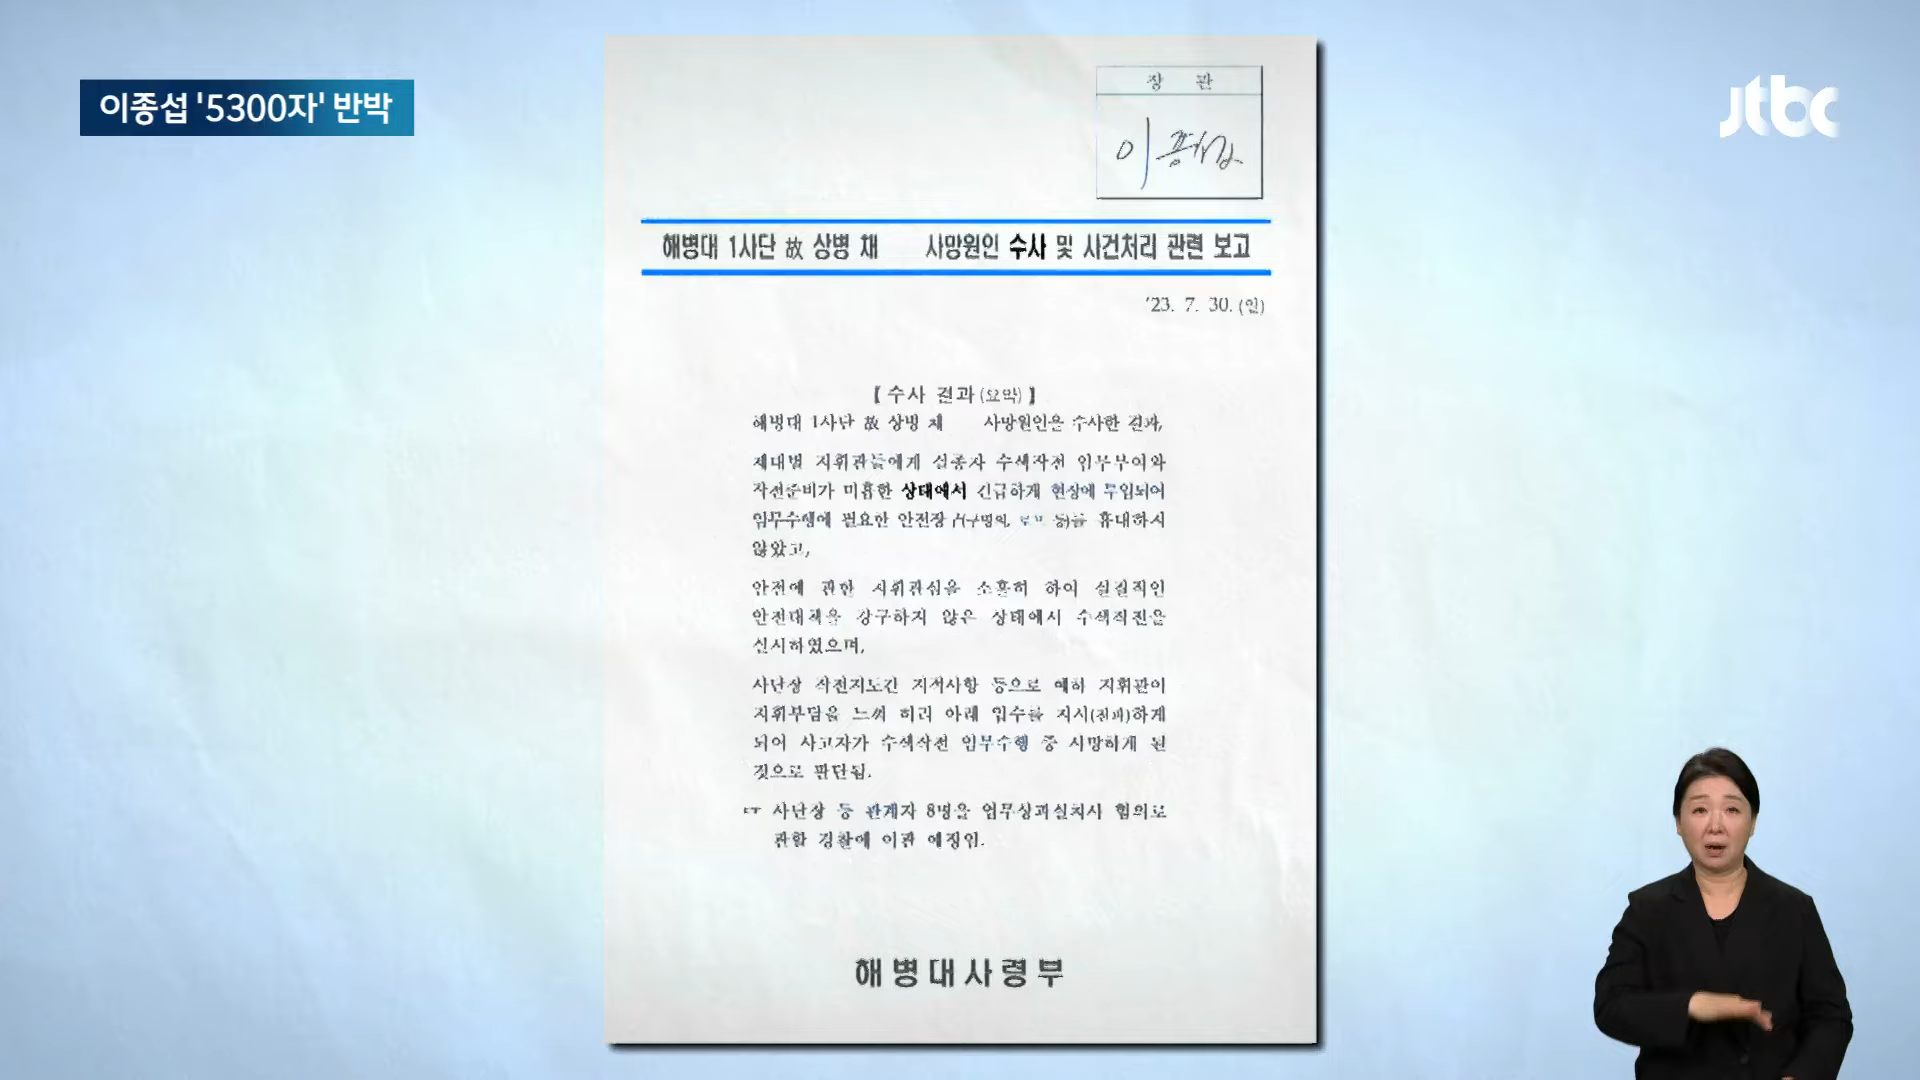 이종섭 '5300자' 반박
jtbc
장 관
이종섭
해병대 1사단 故 상병 채 사망원인 수사 및 사건처리 관련 보고
'23. 7. 30.(일)
【수사 결과(요약)】
해병대 1사단 故 상병 채 사망원인을 수사한 결과,
제대별 지휘관들에게 실종자 수색작전 임무부여와
작전준비가 미흡한 상태에서 긴급하게 현장에 투입되어
임무수행에 필요한 안전장구(구명의, 로프 등)를 휴대하지
않았고,
안전에 관한 지휘관심을 소홀히 하여 실질적인
안전대책을 강구하지 않은 상태에서 수색작전을
실시하였으며,
사단장 작전지도간 지적사항 등으로 예하 지휘관이
지휘부담을 느껴 허리 아래 입수를 지시(전파)하게
되어 사고자가 수색작전 임무수행 중 사망하게 된
것으로 판단됨.
☞ 사단장 등 관계자 8명을 업무상과실치사 혐의로
관할 경찰에 이관 예정임.
해병대사령부